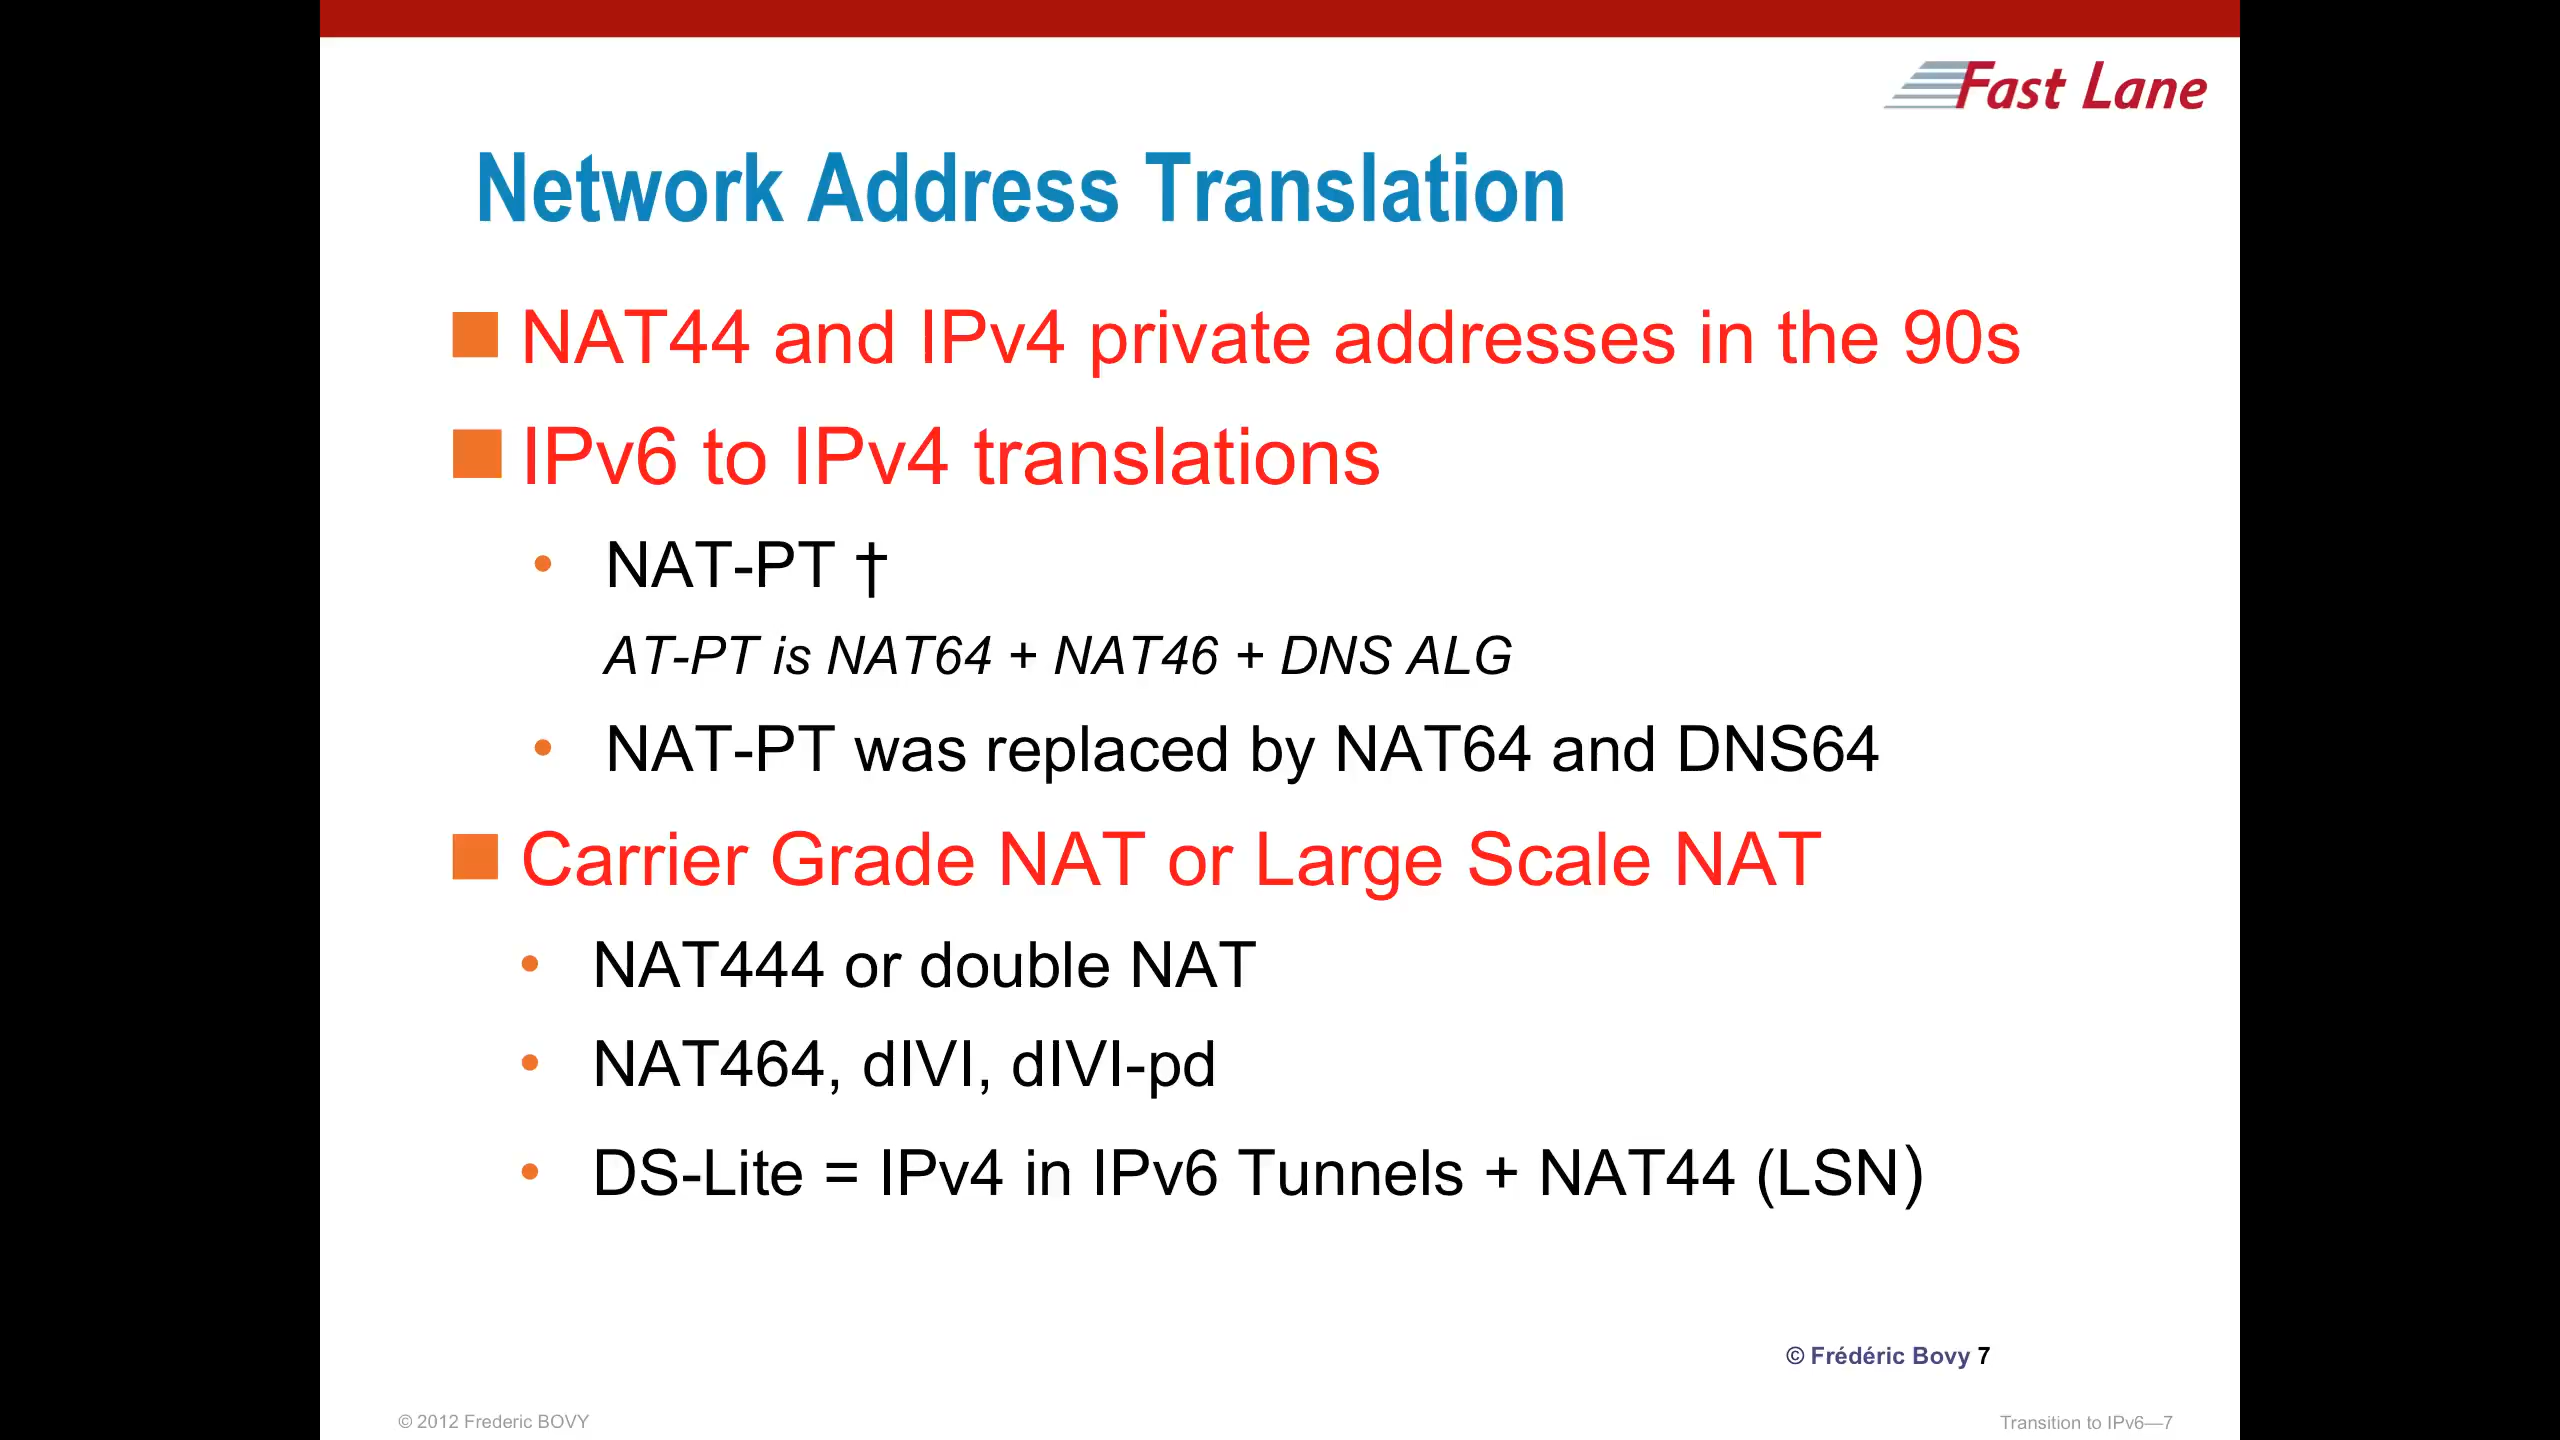 Fast Lane
Network Address Translation
NAT44 and IPv4 private addresses in the 90s
IPv6 to IPv4 translations
• NAT-PT †
AT-PT is NAT64 + NAT46 + DNS ALG
• NAT-PT was replaced by NAT64 and DNS64
Carrier Grade NAT or Large Scale NAT
• NAT444 or double NAT
• NAT464, dIVI, dIVI-pd
• DS-Lite = IPv4 in IPv6 Tunnels + NAT44 (LSN)
© Frédéric Bovy 7
© 2012 Frederic BOVY
Transition to IPv6—7